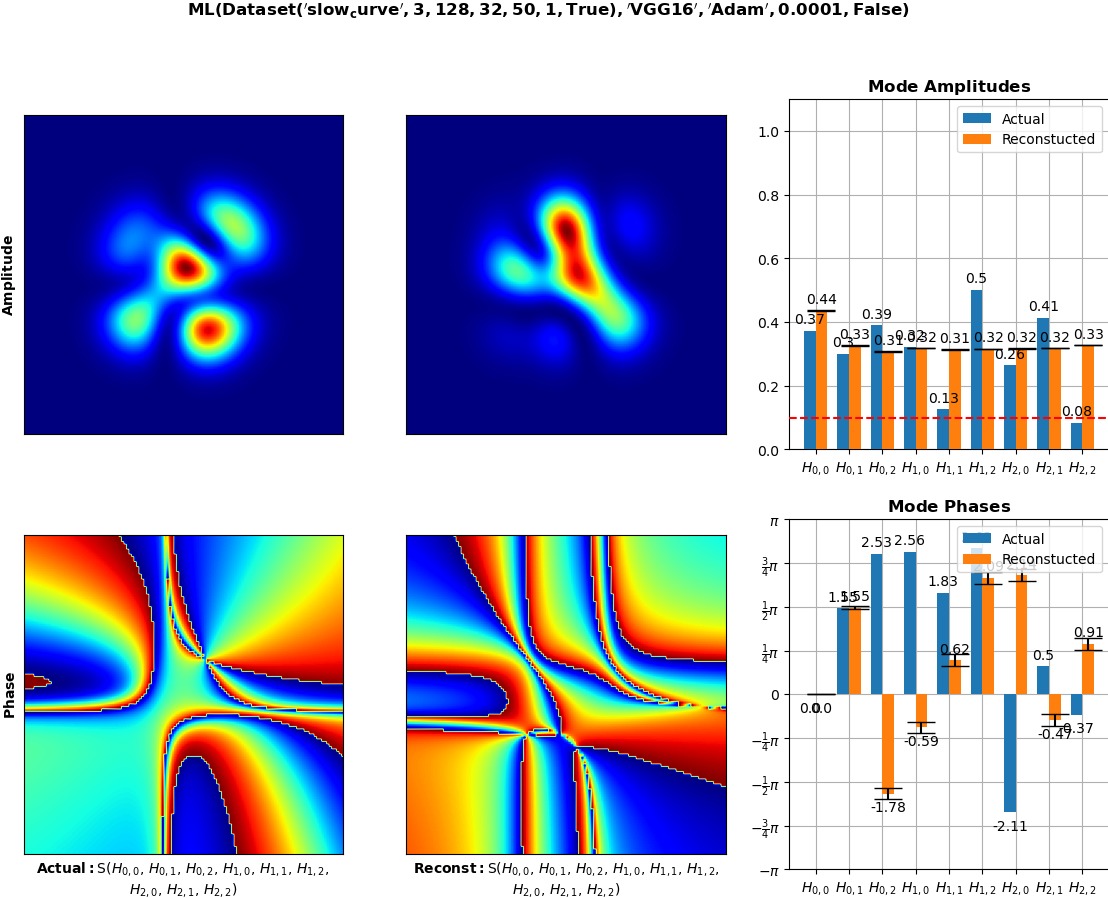 ML(Dataset('slow_curve', 3, 128, 32, 50, 1, True), 'VGG16', 'Adam', 0.0001, False)
Amplitude
Mode Amplitudes
Actual
Reconstucted
1.0
0.8
0.6
0.4
0.2
0.0
0.37
0.44
0.3
0.33
0.39
0.31
0.32
0.32
0.13
0.31
0.5
0.32
0.26
0.32
0.41
0.32
0.08
0.33
H0,0 H0,1 H0,2 H1,0 H1,1 H1,2 H2,0 H2,1 H2,2
Phase
Mode Phases
Actual
Reconstucted
π
3/4π
1/2π
1/4π
0
−1/4π
−1/2π
−3/4π
−π
0.0
0.0
1.55
1.55
2.53
-1.78
2.56
-0.59
1.83
0.62
-2.11
0.5
-0.47
-0.37
0.91
H0,0 H0,1 H0,2 H1,0 H1,1 H1,2 H2,0 H2,1 H2,2
Actual: S(H0,0, H0,1, H0,2, H1,0, H1,1, H1,2,
H2,0, H2,1, H2,2)
Reconst: S(H0,0, H0,1, H0,2, H1,0, H1,1, H1,2,
H2,0, H2,1, H2,2)